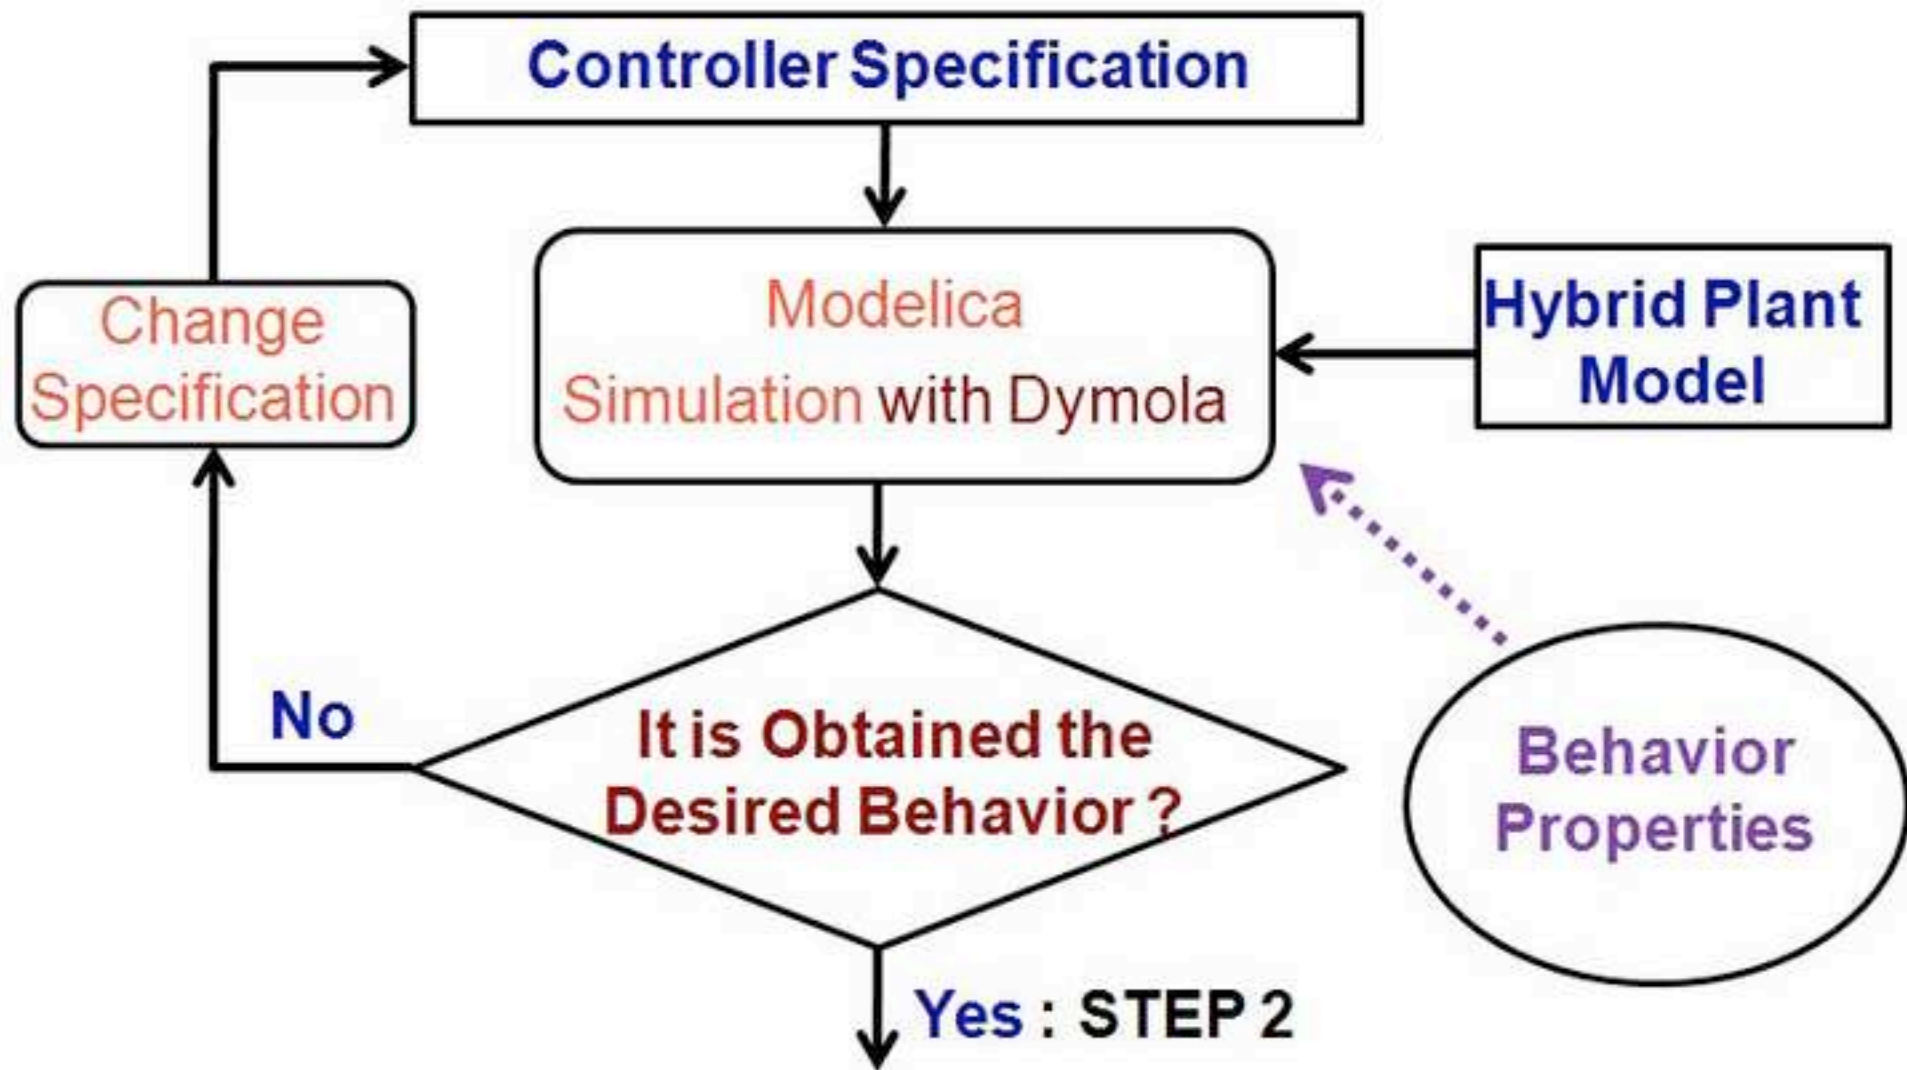 Controller Specification
Change
Specification
Modelica
Simulation with Dymola
Hybrid Plant
Model
No
It is Obtained the
Desired Behavior ?
Behavior
Properties
Yes : STEP 2